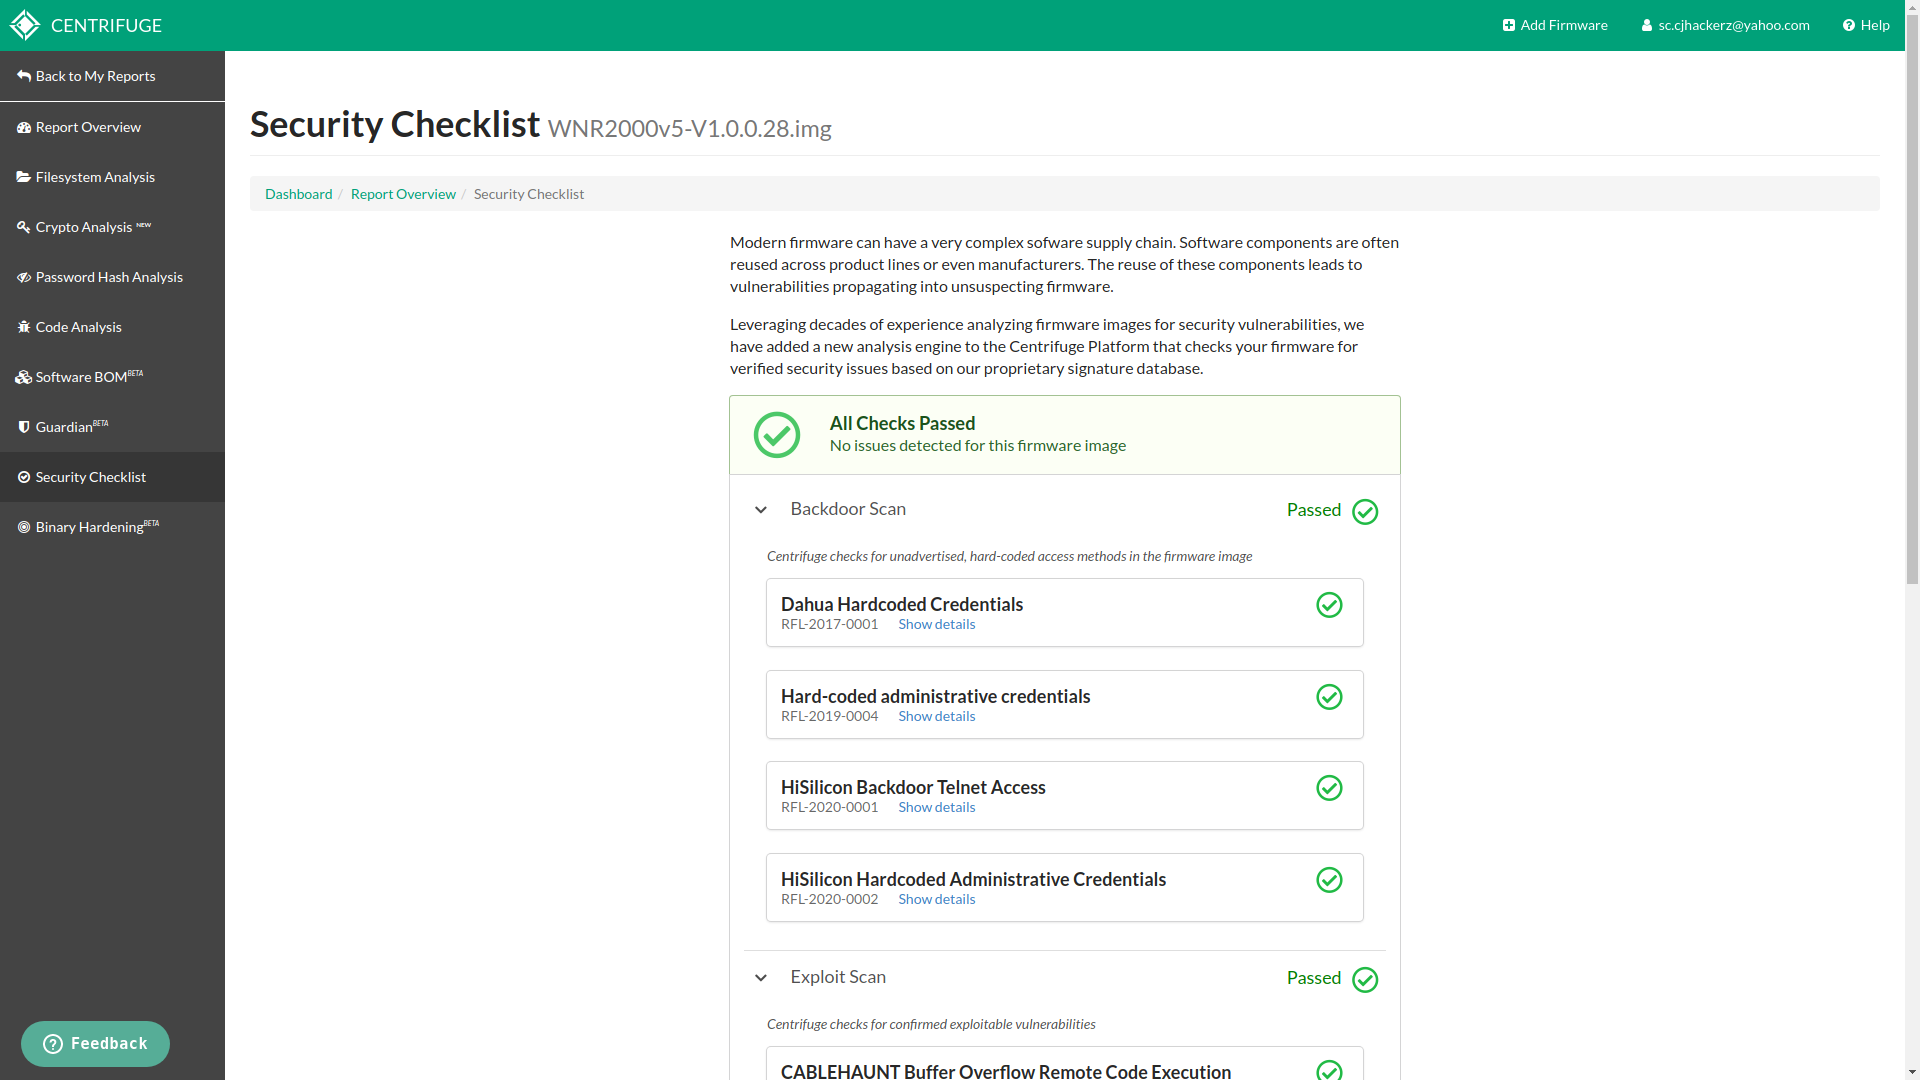 CENTRIFUGE
Add Firmware
sc.cjhackerz@yahoo.com
Help
Back to My Reports
Report Overview
Filesystem Analysis
Crypto Analysis NEW
Password Hash Analysis
Code Analysis
Software BOM BETA
Guardian BETA
Security Checklist
Binary Hardening BETA
Feedback
Security Checklist WNR2000v5-V1.0.0.28.img
Dashboard / Report Overview / Security Checklist
Modern firmware can have a very complex sofware supply chain. Software components are often
reused across product lines or even manufacturers. The reuse of these components leads to
vulnerabilities propagating into unsuspecting firmware.
Leveraging decades of experience analyzing firmware images for security vulnerabilities, we
have added a new analysis engine to the Centrifuge Platform that checks your firmware for
verified security issues based on our proprietary signature database.
All Checks Passed
No issues detected for this firmware image
Backdoor Scan Passed
Centrifuge checks for unadvertised, hard-coded access methods in the firmware image
Dahua Hardcoded Credentials
RFL-2017-0001 Show details
Hard-coded administrative credentials
RFL-2019-0004 Show details
HiSilicon Backdoor Telnet Access
RFL-2020-0001 Show details
HiSilicon Hardcoded Administrative Credentials
RFL-2020-0002 Show details
Exploit Scan Passed
Centrifuge checks for confirmed exploitable vulnerabilities
CABLEHAUNT Buffer Overflow Remote Code Execution